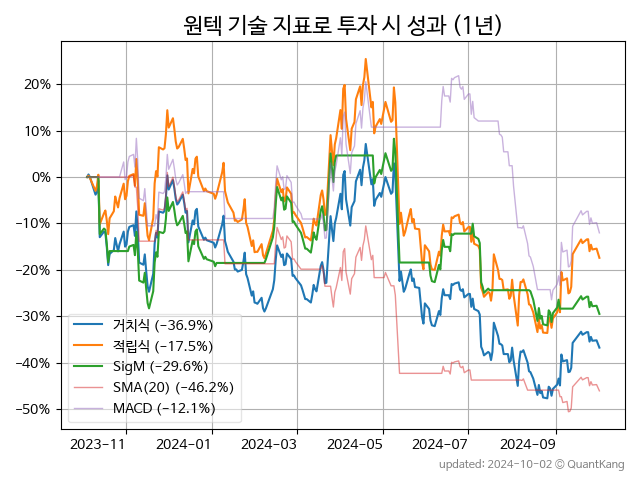 원텍 기술 지표로 투자 시 성과 (1년)
20%
10%
0%
−10%
−20%
−30%
−40%
−50%
거치식 (−36.9%)
적립식 (−17.5%)
SigM (−29.6%)
SMA(20) (−46.2%)
MACD (−12.1%)
2023-11 2024-01 2024-03 2024-05 2024-07 2024-09
updated: 2024-10-02 © QuantKang